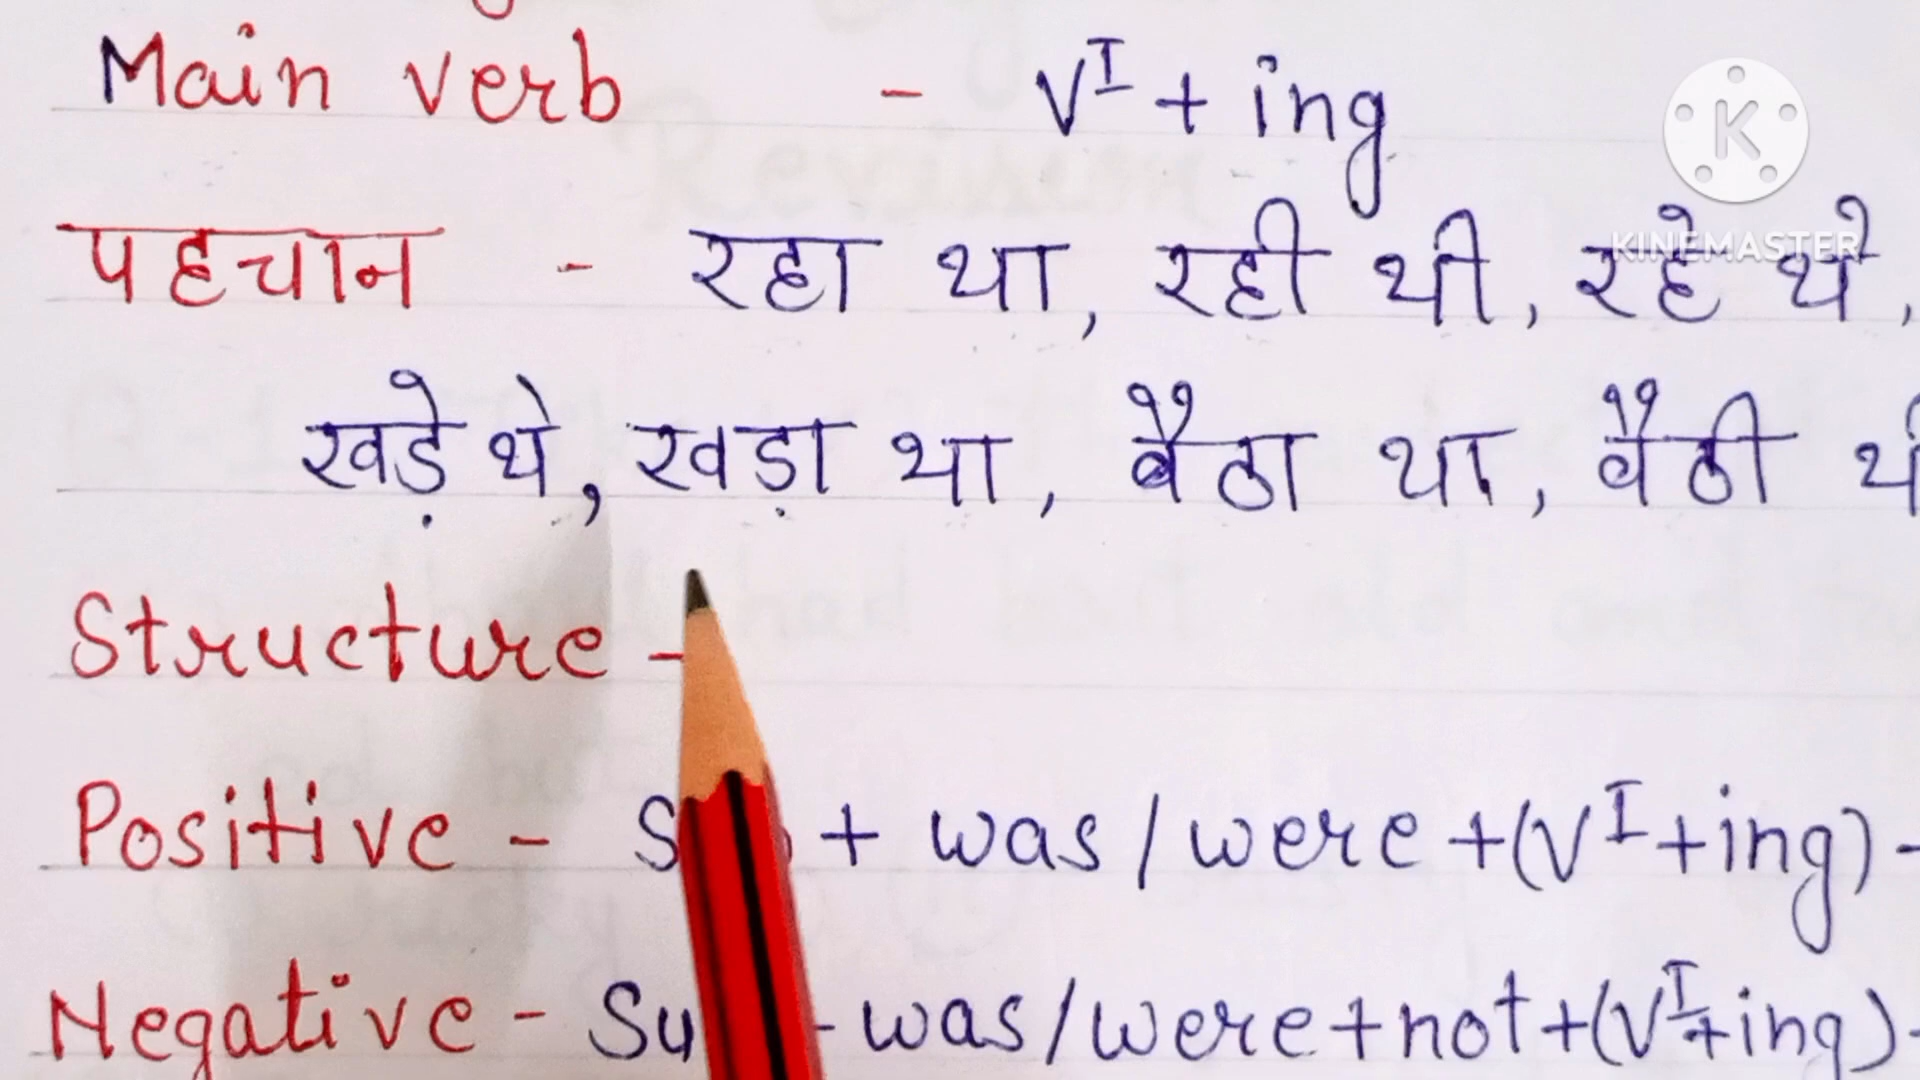 Main verb - V^I + ing
K
KINEMASTER
पहचान - रहा था, रही थी, रहे थे,
खड़े थे, खड़ा था, बैठा था, बैठी
Structure -
Positive - + was/were +(V^I+ing) -
Negative - Su - was/were+not+(V^I+ing)-